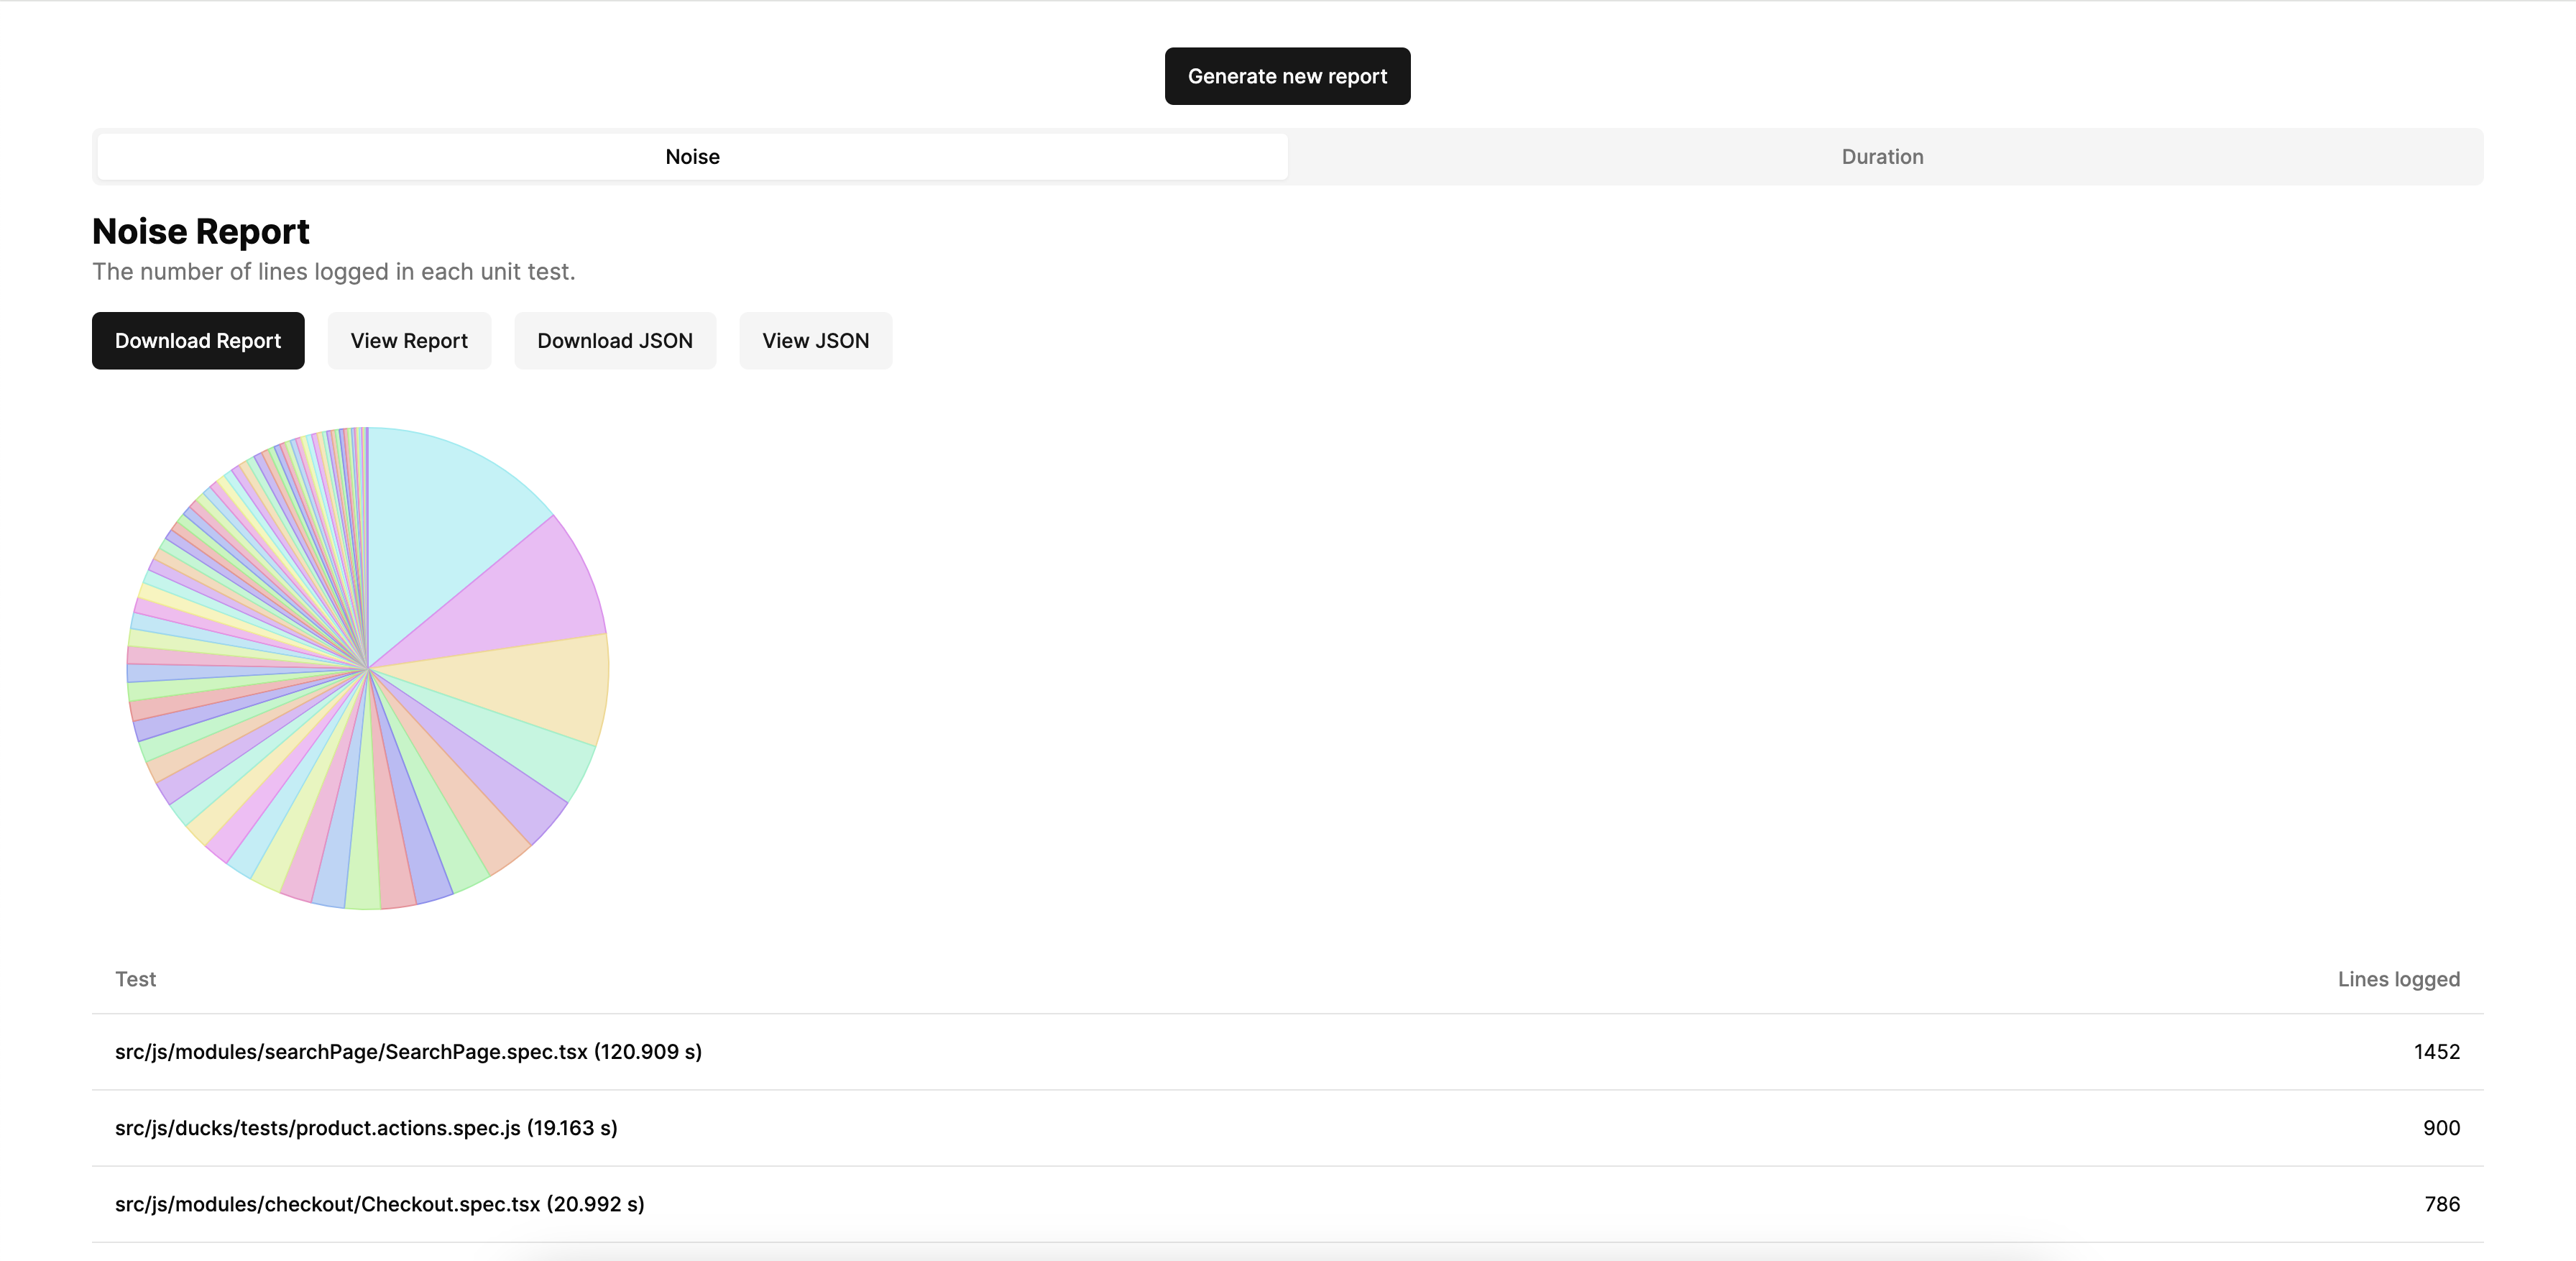 Generate new report
Noise
Duration
Noise Report
The number of lines logged in each unit test.
Download Report
View Report
Download JSON
View JSON
Test
Lines logged
src/js/modules/searchPage/SearchPage.spec.tsx (120.909 s)
1452
src/js/ducks/tests/product.actions.spec.js (19.163 s)
900
src/js/modules/checkout/Checkout.spec.tsx (20.992 s)
786